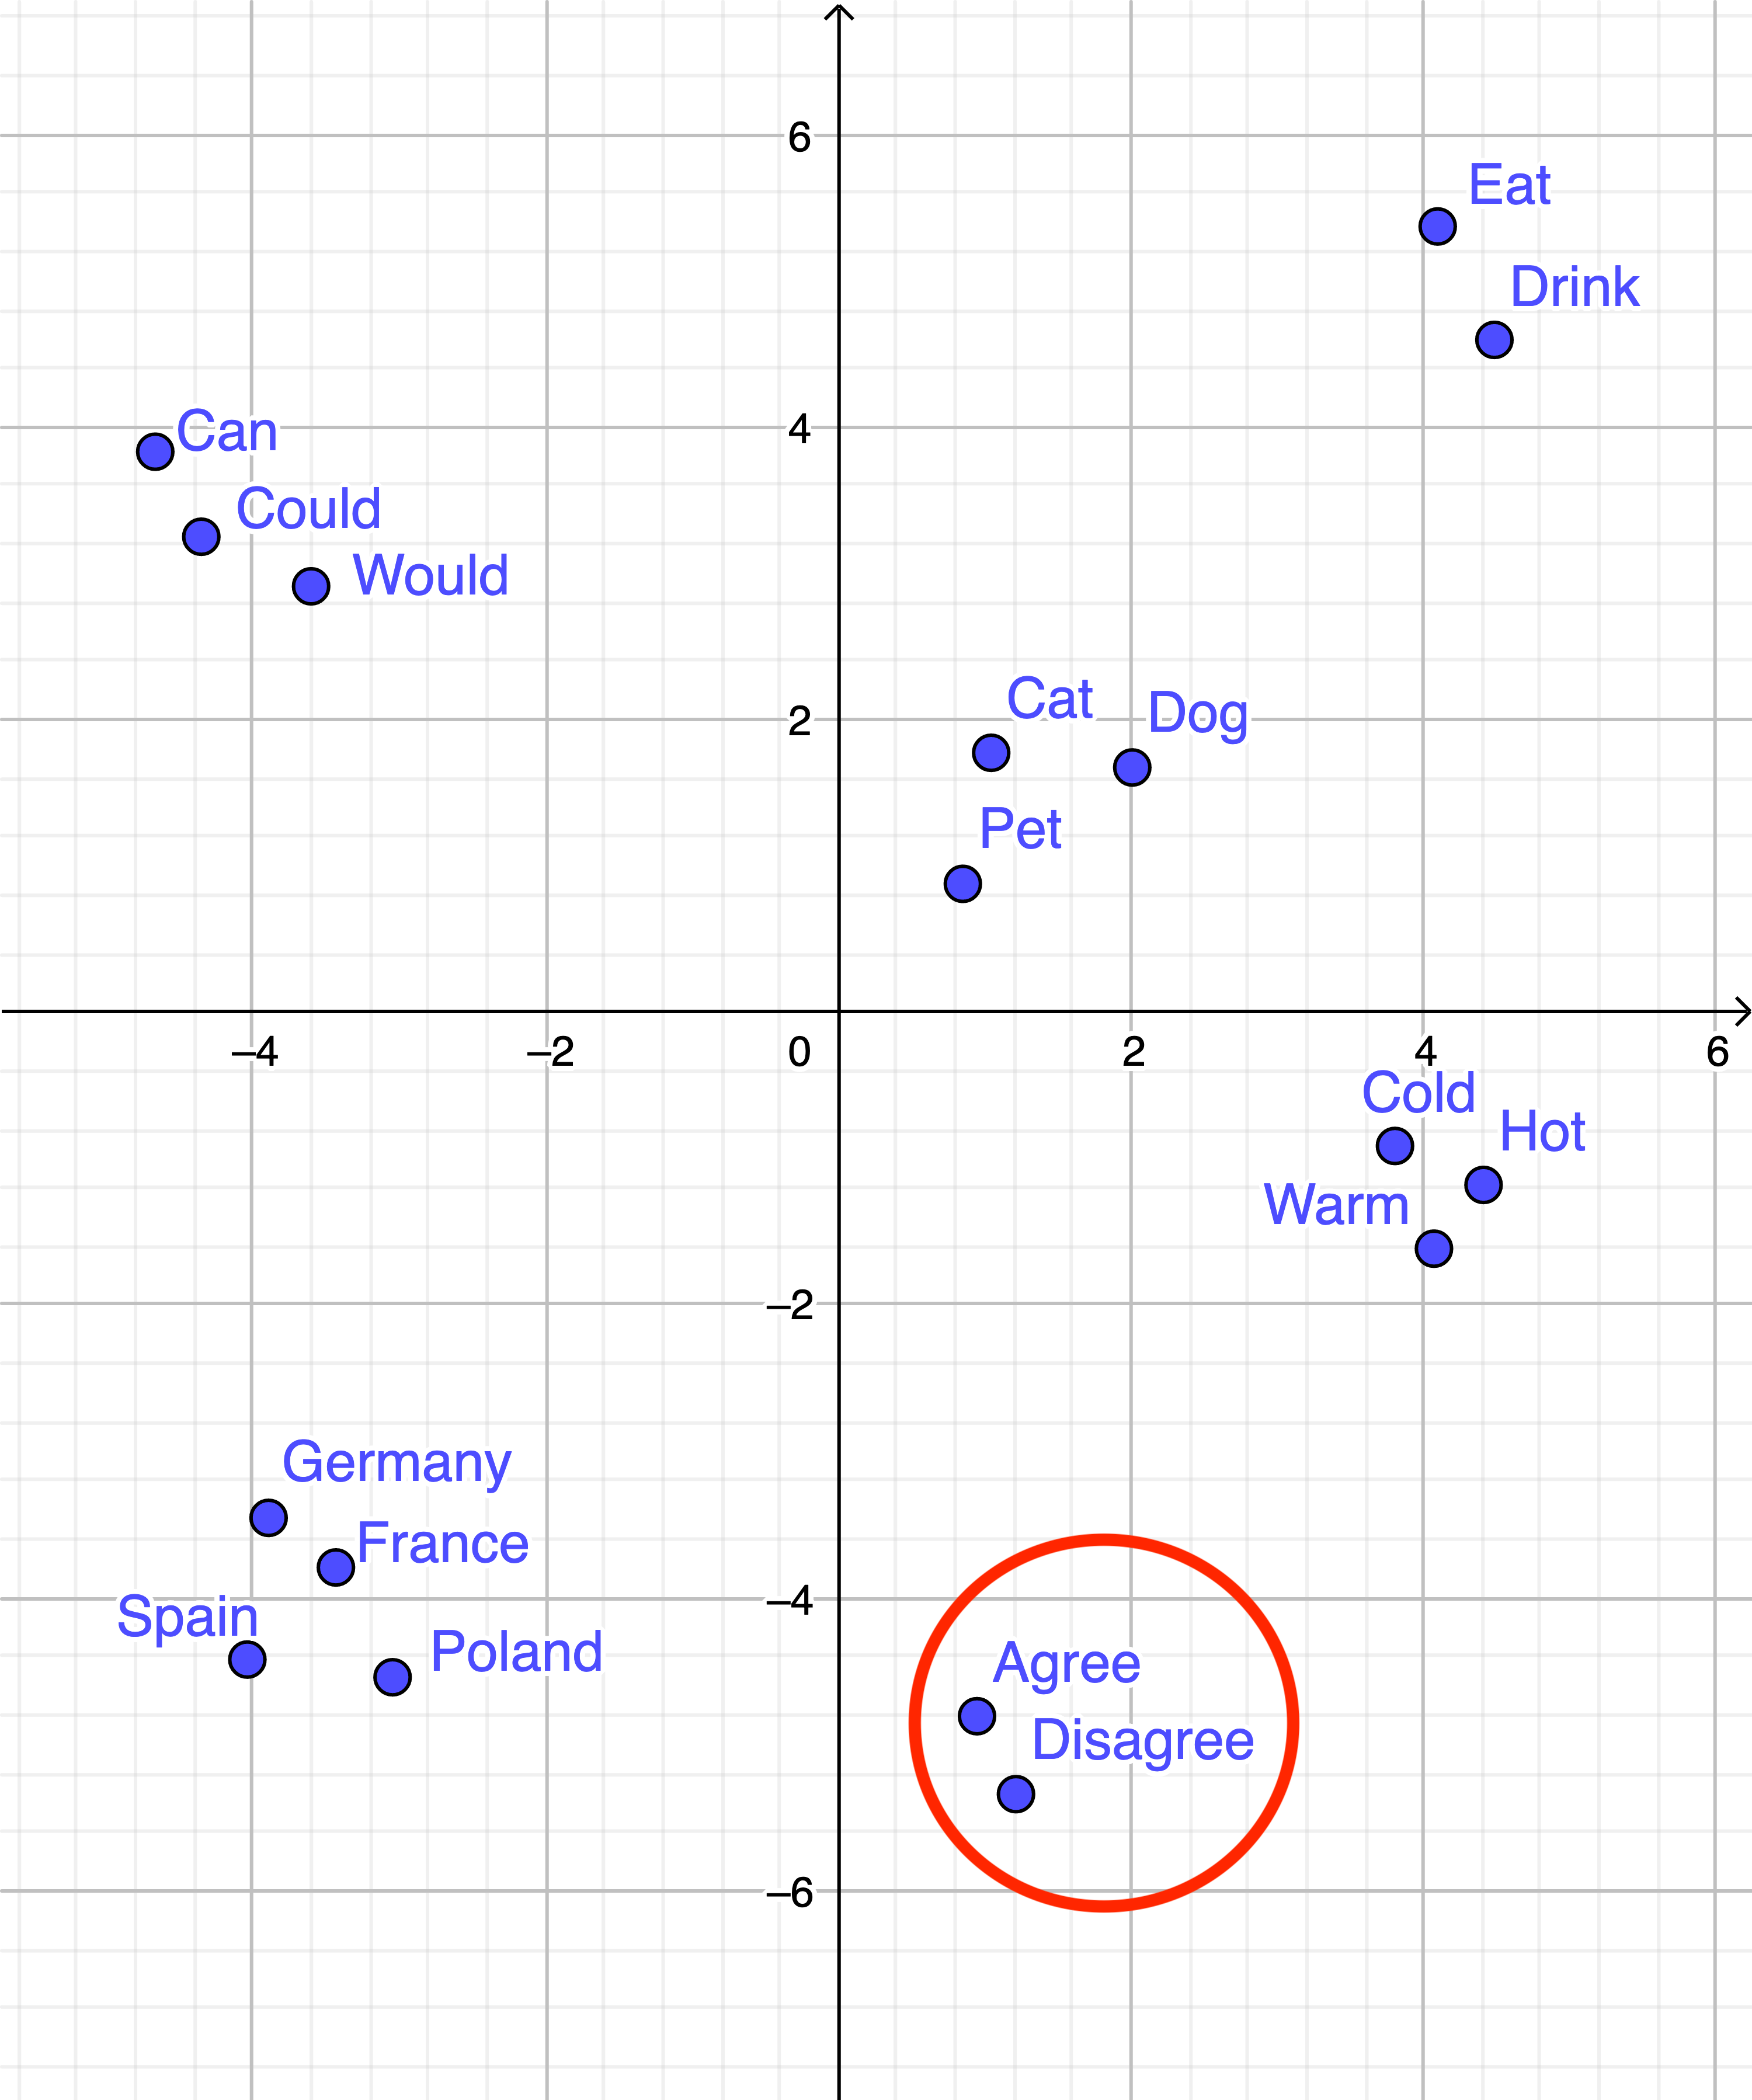 6
Eat
Drink
4
Can
Could
Would
2
Cat
Dog
Pet
–4
–2
0
2
4
6
Cold
Hot
Warm
–2
Germany
France
–4
Spain
Poland
Agree
Disagree
–6